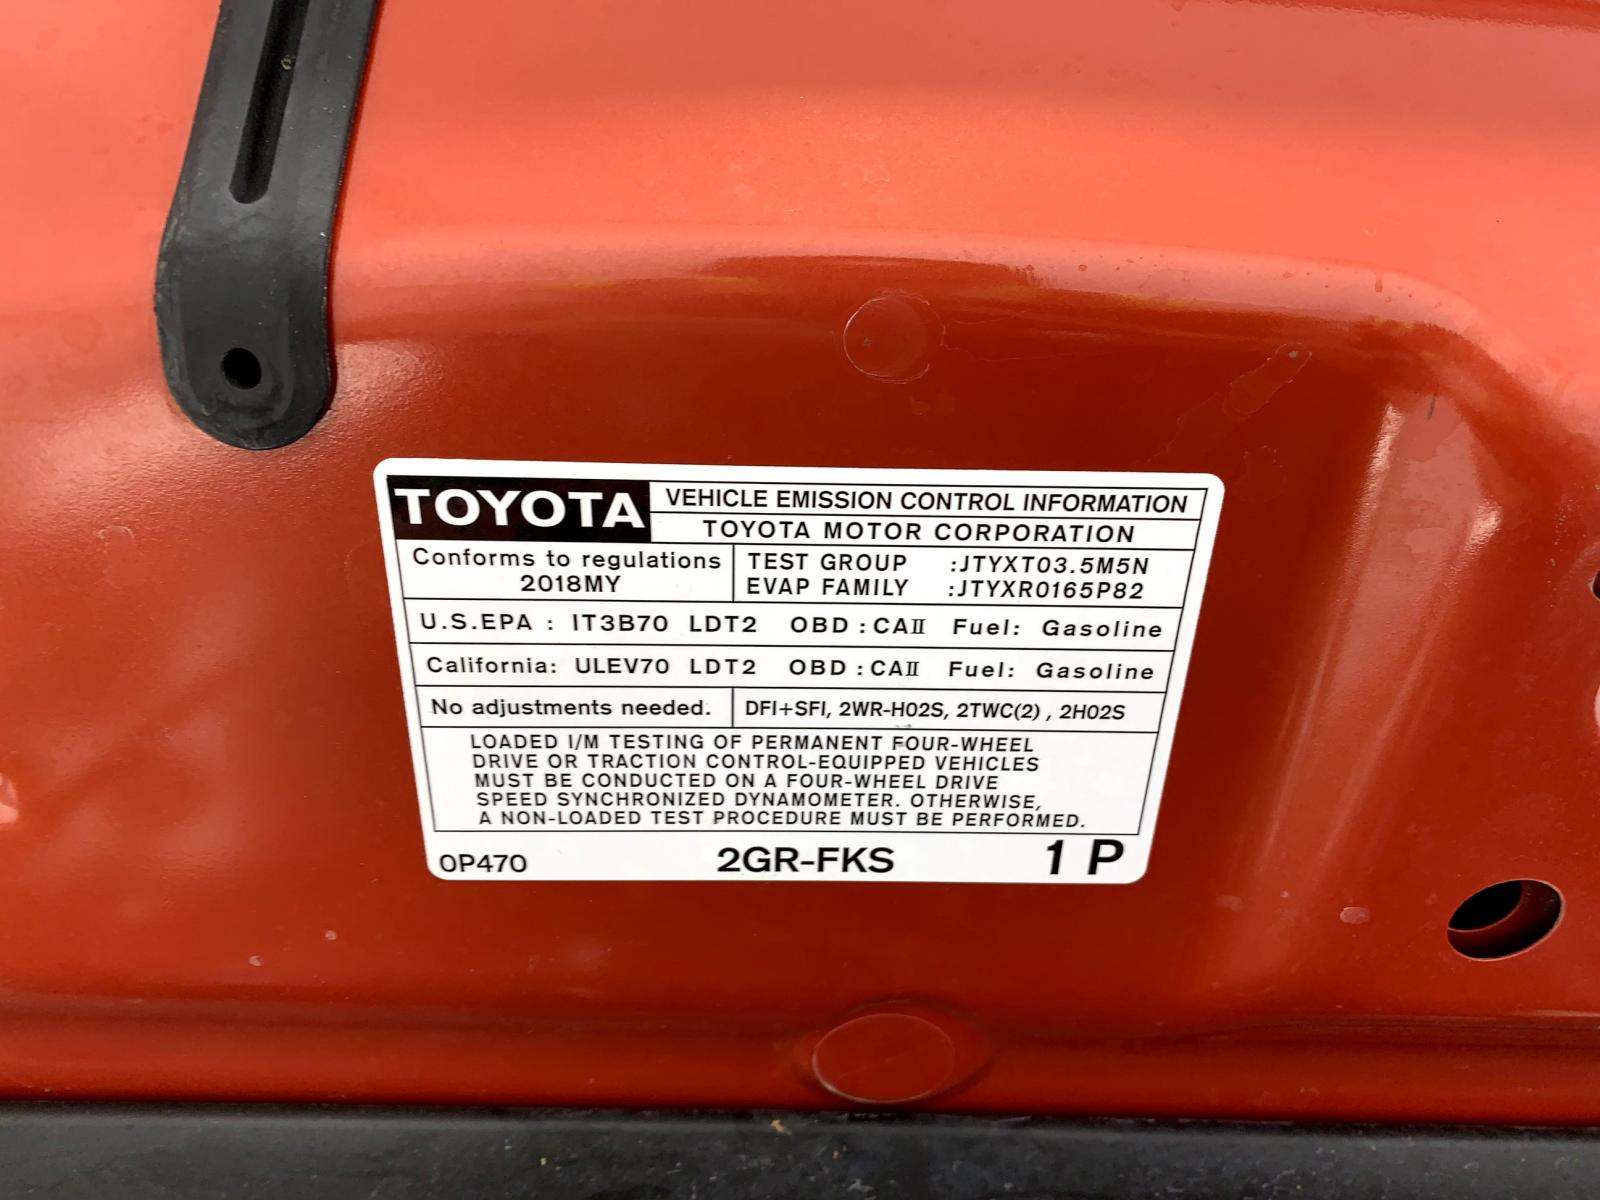 TOYOTA
VEHICLE EMISSION CONTROL INFORMATION
TOYOTA MOTOR CORPORATION
Conforms to regulations
2018MY
TEST GROUP :JTYXT03.5M5N
EVAP FAMILY :JTYXR0165P82
U.S.EPA : IT3B70 LDT2 OBD : CAII Fuel: Gasoline
California: ULEV70 LDT2 OBD : CAII Fuel: Gasoline
No adjustments needed.
DFI+SFI, 2WR-HO2S, 2TWC(2) , 2HO2S
LOADED I/M TESTING OF PERMANENT FOUR-WHEEL
DRIVE OR TRACTION CONTROL-EQUIPPED VEHICLES
MUST BE CONDUCTED ON A FOUR-WHEEL DRIVE
SPEED SYNCHRONIZED DYNAMOMETER. OTHERWISE,
A NON-LOADED TEST PROCEDURE MUST BE PERFORMED.
0P470 2GR-FKS 1 P